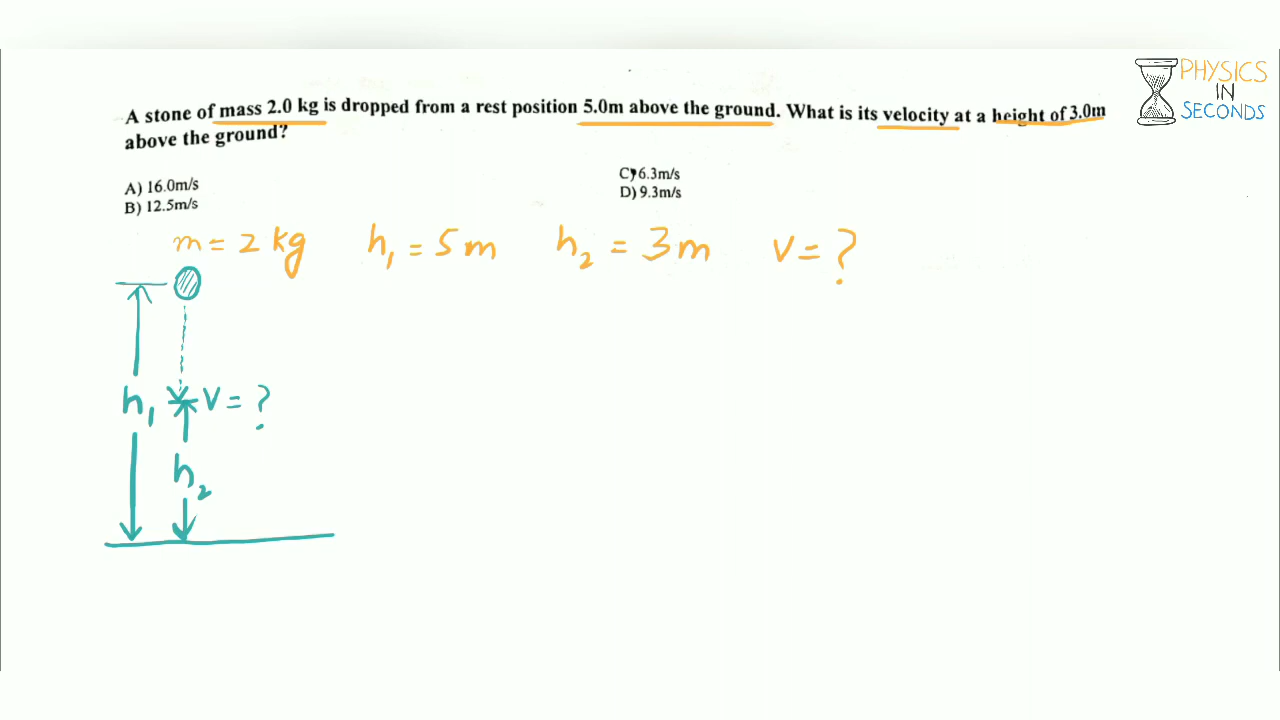 PHYSICS
IN
SECONDS
A stone of mass 2.0 kg is dropped from a rest position 5.0m above the ground. What is its velocity at a height of 3.0m
above the ground?
A) 16.0m/s
B) 12.5m/s
C) 6.3m/s
D) 9.3m/s
m = 2 kg h₁ = 5 m h₂ = 3 m v = ?
h₁ v = ?
h₂